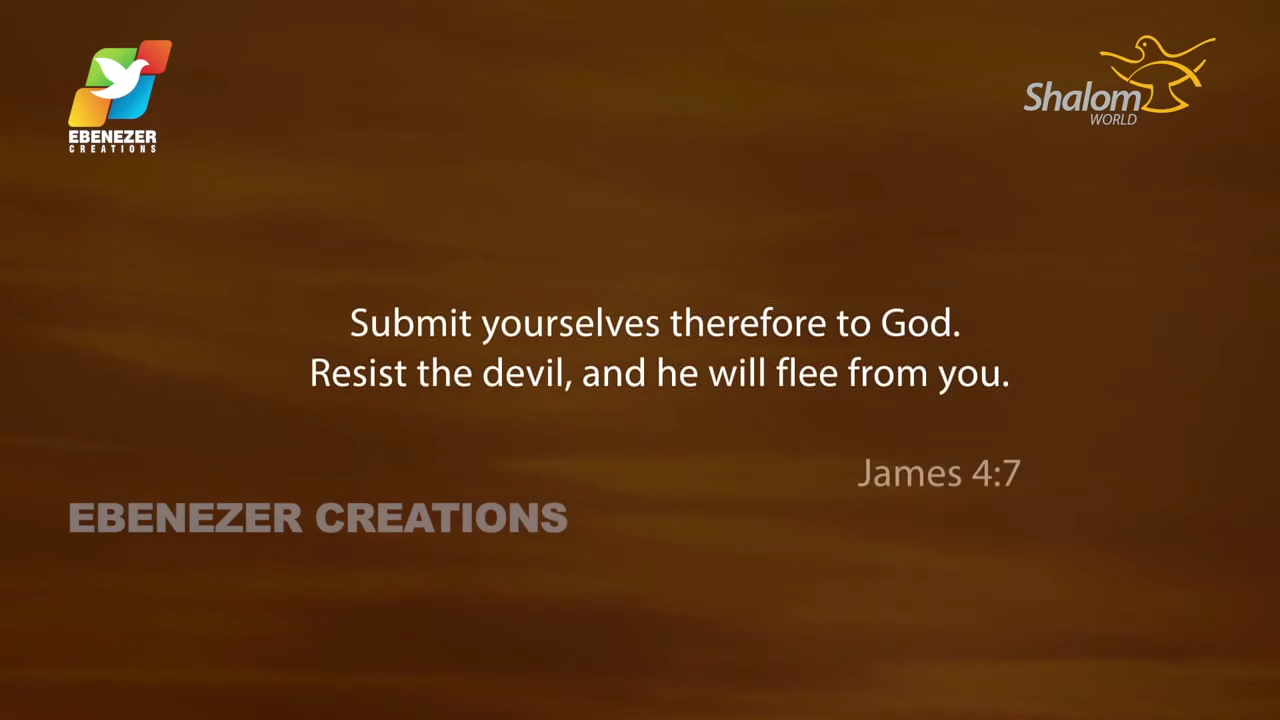 EBENEZER
CREATIONS
Shalom
WORLD
Submit yourselves therefore to God.
Resist the devil, and he will flee from you.
James 4:7
EBENEZER CREATIONS